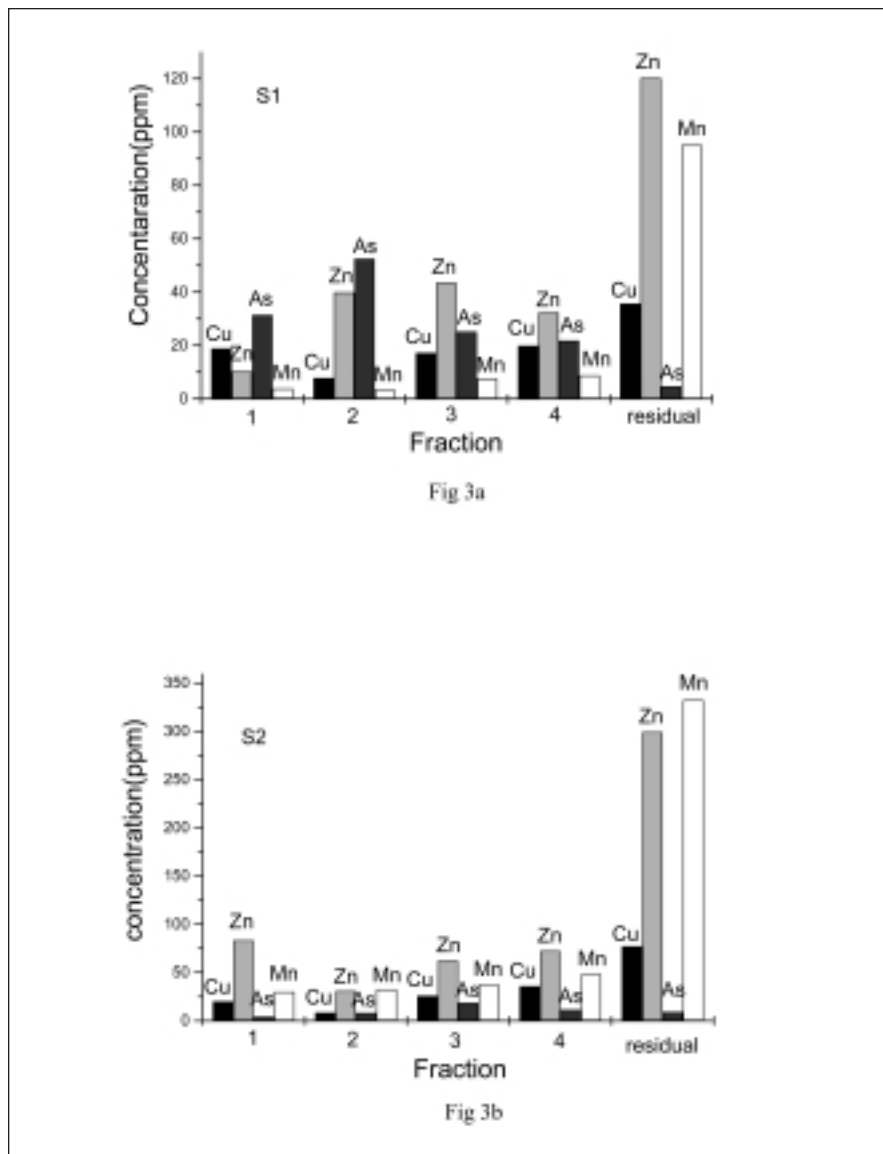 Concentaration(ppm)
120
100
80
60
40
20
0
S1
Cu Zn As Mn
Cu Zn As Mn
Cu Zn As Mn
Cu Zn As Mn
Cu Zn As Mn
1 2 3 4 residual
Fraction
Fig 3a
concentration(ppm)
350
300
250
200
150
100
50
0
S2
Cu Zn As Mn
Cu Zn As Mn
Cu Zn As Mn
Cu Zn As Mn
Cu Zn As Mn
1 2 3 4 residual
Fraction
Fig 3b